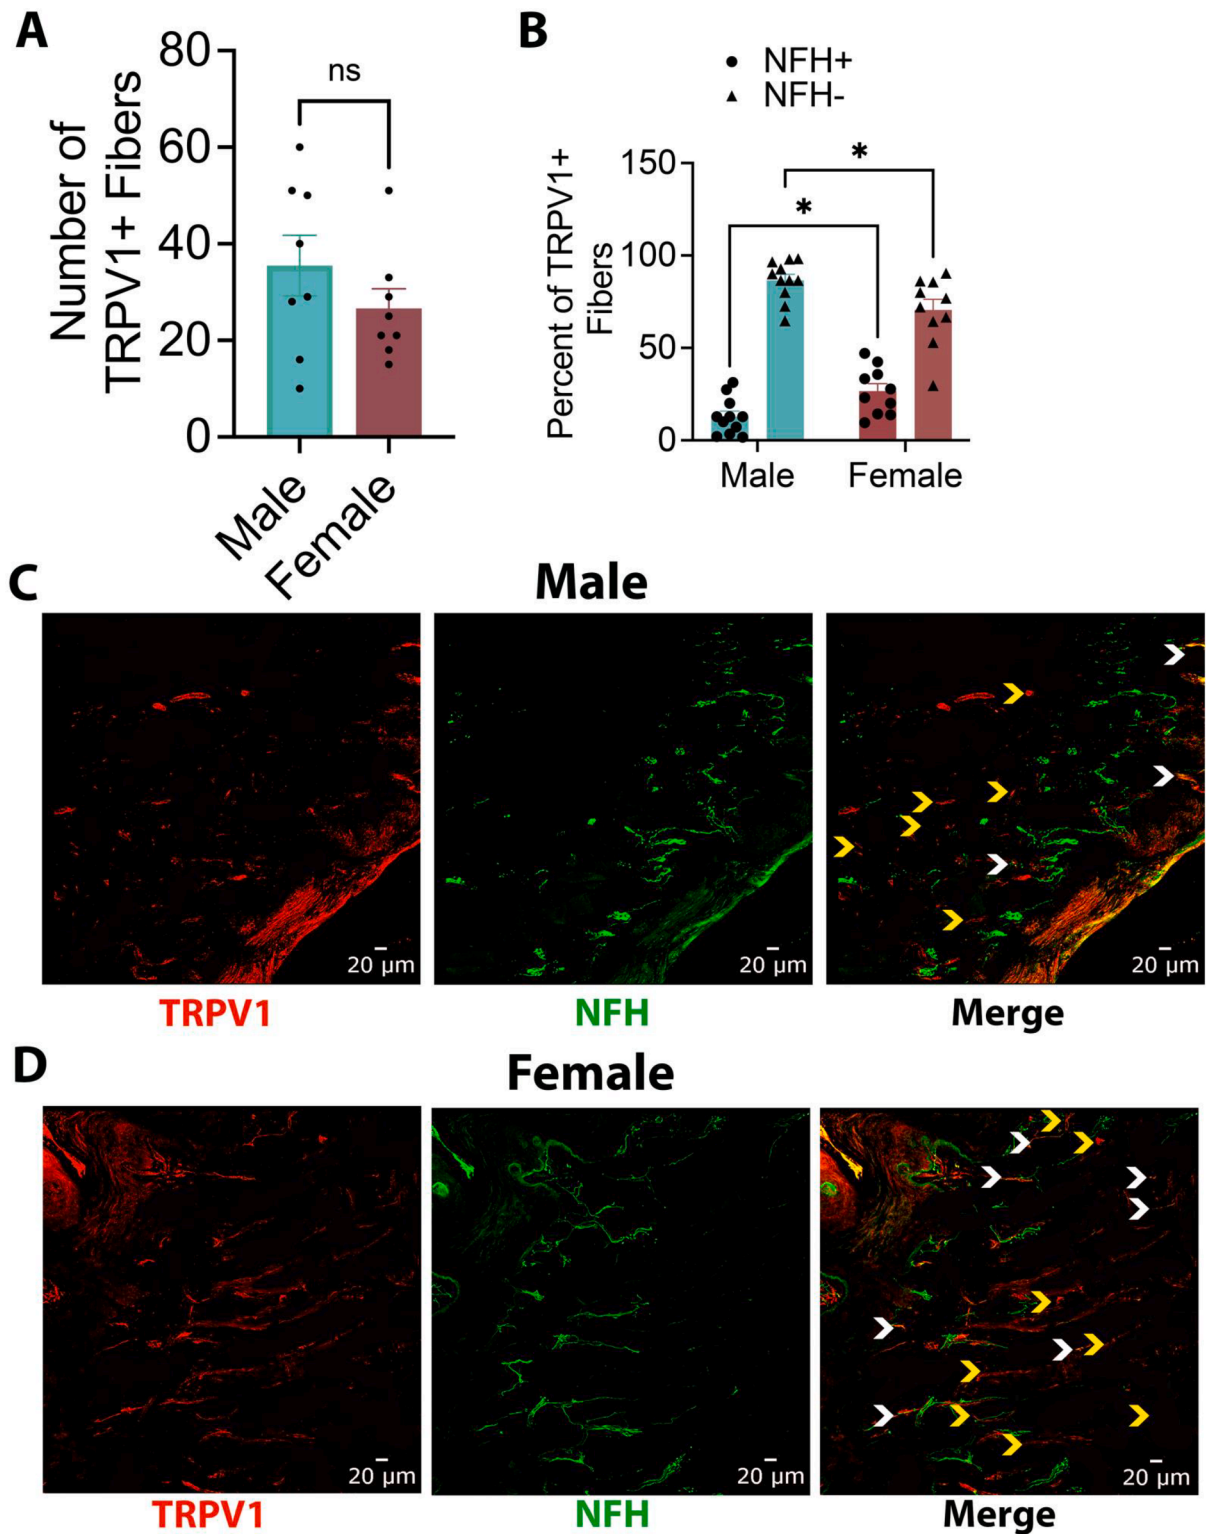 A
Number of
TRPV1+ Fibers
80
60
40
20
0
ns
Male
Female
B
NFH+
NFH-
Percent of TRPV1+
Fibers
150
100
50
0
*
*
Male
Female
C
Male
20 µm
20 µm
20 µm
TRPV1
NFH
Merge
D
Female
20 µm
20 µm
20 µm
TRPV1
NFH
Merge